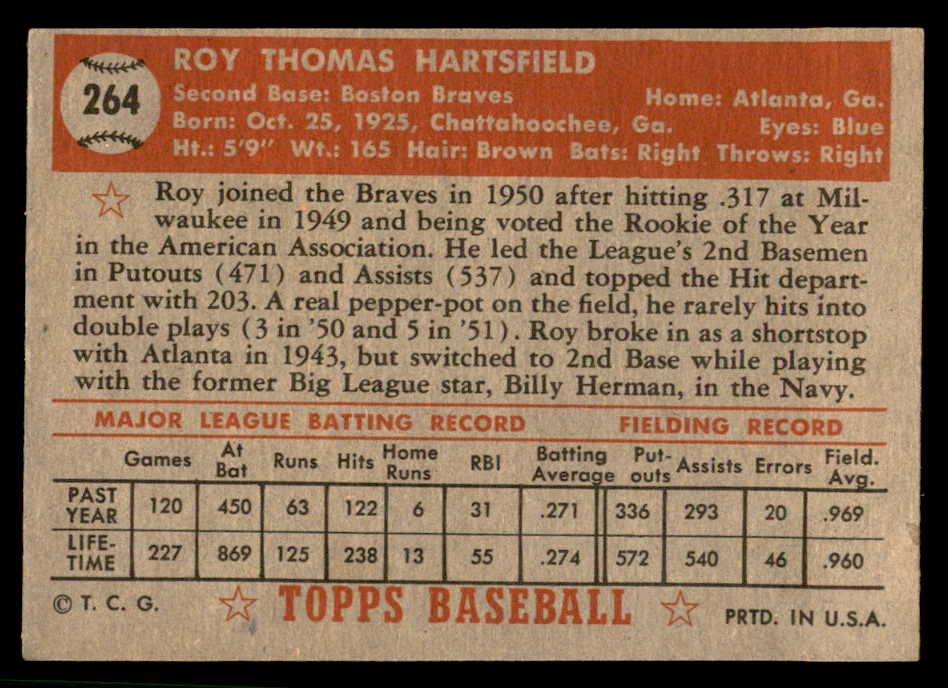 264
ROY THOMAS HARTSFIELD
Second Base: Boston Braves Home: Atlanta, Ga.
Born: Oct. 25, 1925, Chattahoochee, Ga. Eyes: Blue
Ht.: 5'9" Wt.: 165 Hair: Brown Bats: Right Throws: Right
Roy joined the Braves in 1950 after hitting .317 at Mil-
waukee in 1949 and being voted the Rookie of the Year
in the American Association. He led the League's 2nd Basemen
in Putouts (471) and Assists (537) and topped the Hit depart-
ment with 203. A real pepper-pot on the field, he rarely hits into
double plays (3 in '50 and 5 in '51). Roy broke in as a shortstop
with Atlanta in 1943, but switched to 2nd Base while playing
with the former Big League star, Billy Herman, in the Navy.
MAJOR LEAGUE BATTING RECORD FIELDING RECORD
Games At Bat Runs Hits Home Runs RBI Batting Average Put-outs Assists Errors Field. Avg.
PAST YEAR 120 450 63 122 6 31 .271 336 293 20 .969
LIFE-TIME 227 869 125 238 13 55 .274 572 540 46 .960
© T. C. G. TOPPS BASEBALL PRTD. IN U.S.A.